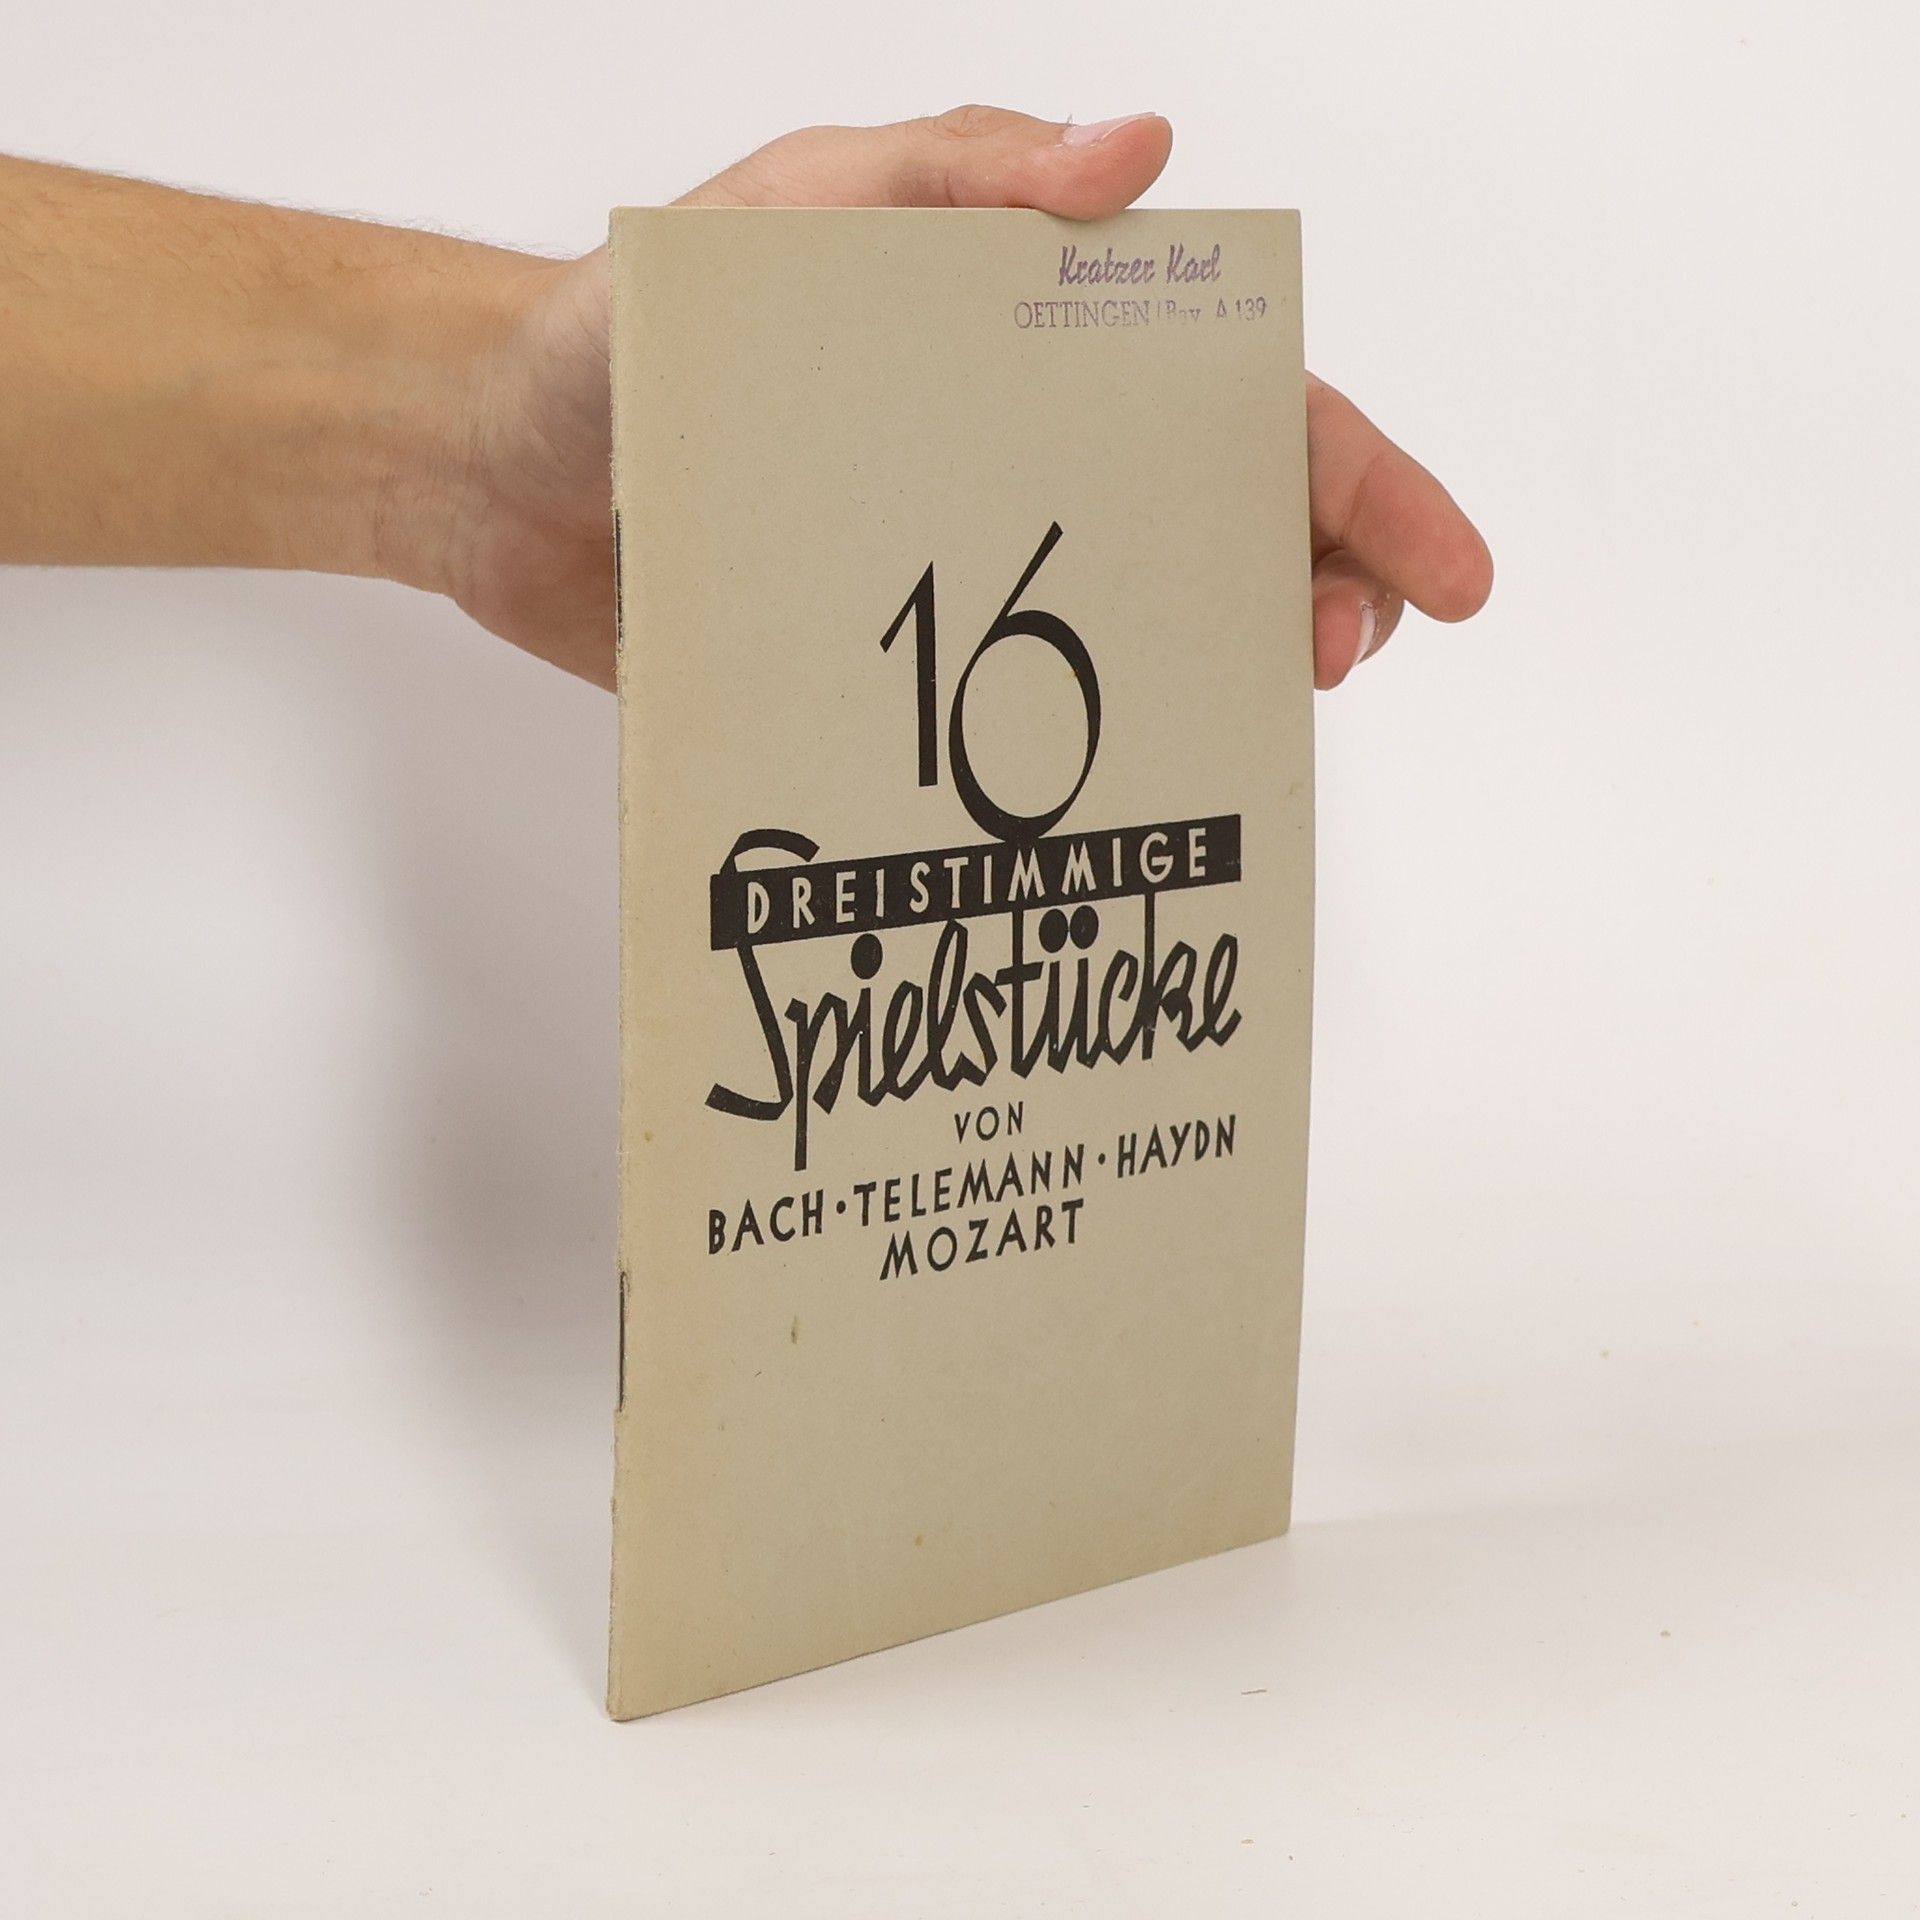 Kratzer Karl
OETTINGEN / Bay. A 139
16
DREISTIMMIGE
Spielstücke
VON
BACH · TELEMANN · HAYDN
MOZART